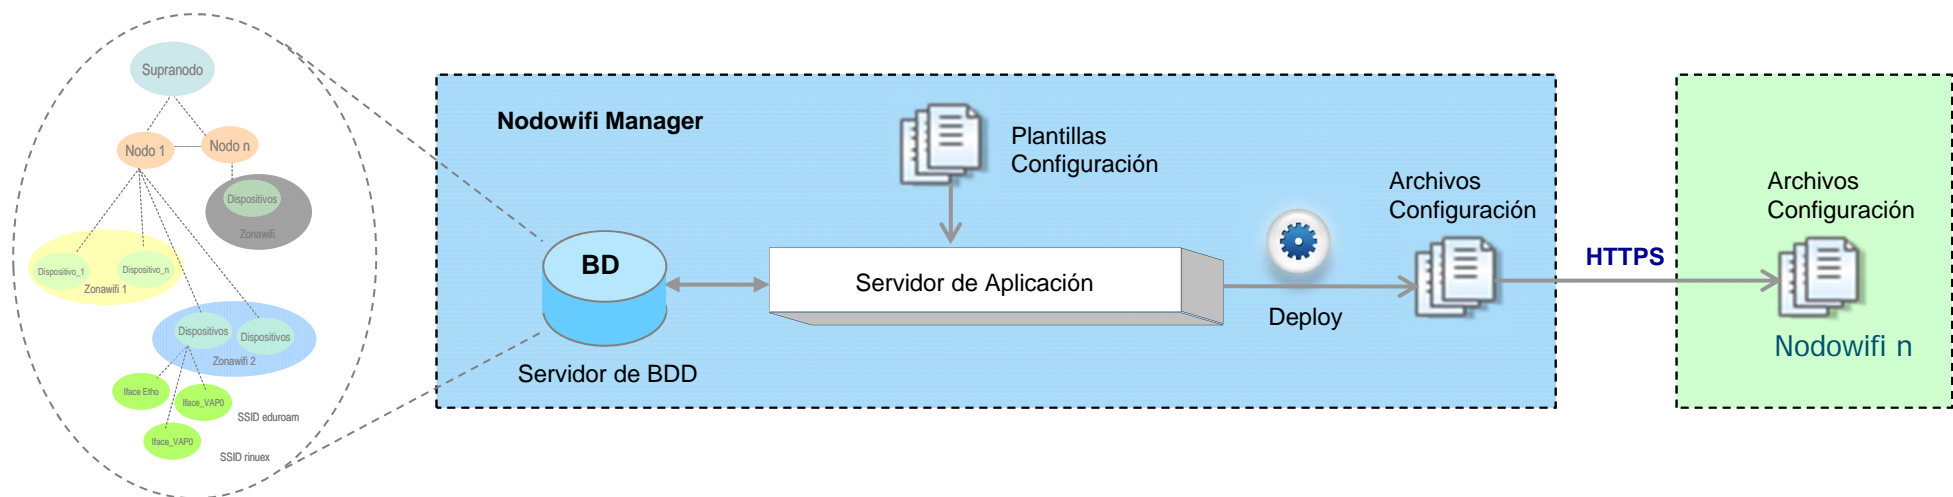 Supranodo
Nodo 1
Nodo n
Dispositivos
Zonawifi
Dispositivo_1
Dispositivo_n
Zonawifi 1
Dispositivos
Dispositivos
Zonawifi 2
Iface Etho
Iface_VAP0
SSID eduroam
Iface_VAP0
SSID rinuex
Nodowifi Manager
Plantillas
Configuración
BD
Servidor de BDD
Servidor de Aplicación
Deploy
Archivos
Configuración
HTTPS
Archivos
Configuración
Nodowifi n